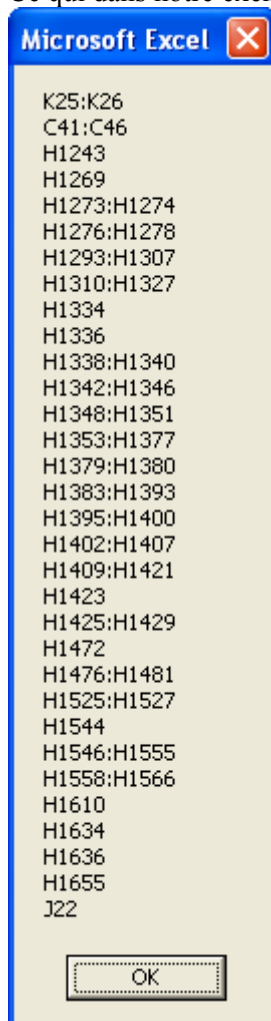 Microsoft Excel
K25:K26
C41:C46
H1243
H1269
H1273:H1274
H1276:H1278
H1293:H1307
H1310:H1327
H1334
H1336
H1338:H1340
H1342:H1346
H1348:H1351
H1353:H1377
H1379:H1380
H1383:H1393
H1395:H1400
H1402:H1407
H1409:H1421
H1423
H1425:H1429
H1472
H1476:H1481
H1525:H1527
H1544
H1546:H1555
H1558:H1566
H1610
H1634
H1636
H1655
J22
OK